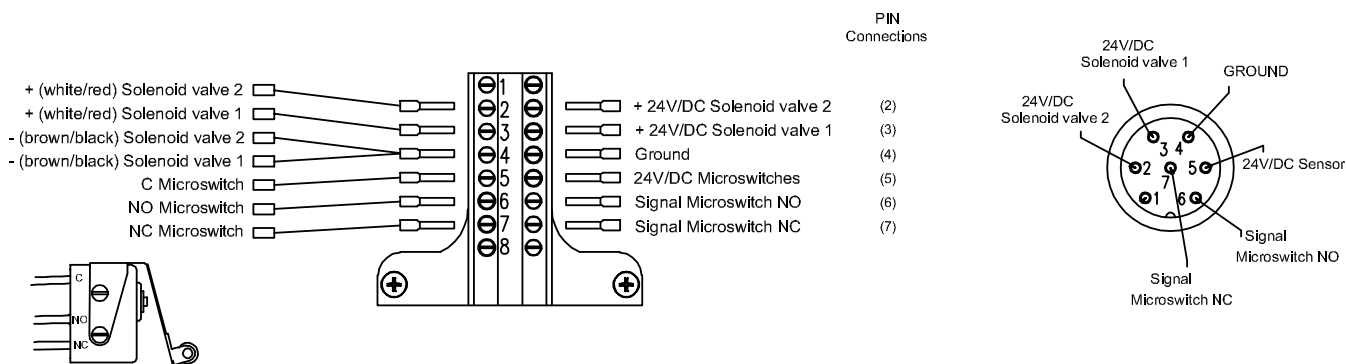 PIN
Connections
+ (white/red) Solenoid valve 2
+ (white/red) Solenoid valve 1
- (brown/black) Solenoid valve 2
- (brown/black) Solenoid valve 1
C Microswitch
NO Microswitch
NC Microswitch
1
2
3
4
5
6
7
8
+ 24V/DC Solenoid valve 2 (2)
+ 24V/DC Solenoid valve 1 (3)
Ground (4)
24V/DC Microswitches (5)
Signal Microswitch NO (6)
Signal Microswitch NC (7)
C
NO
NC
24V/DC
Solenoid valve 1
GROUND
24V/DC
Solenoid valve 2
3 4
2 5
7
1 6
24V/DC Sensor
Signal
Microswitch NO
Signal
Microswitch NC